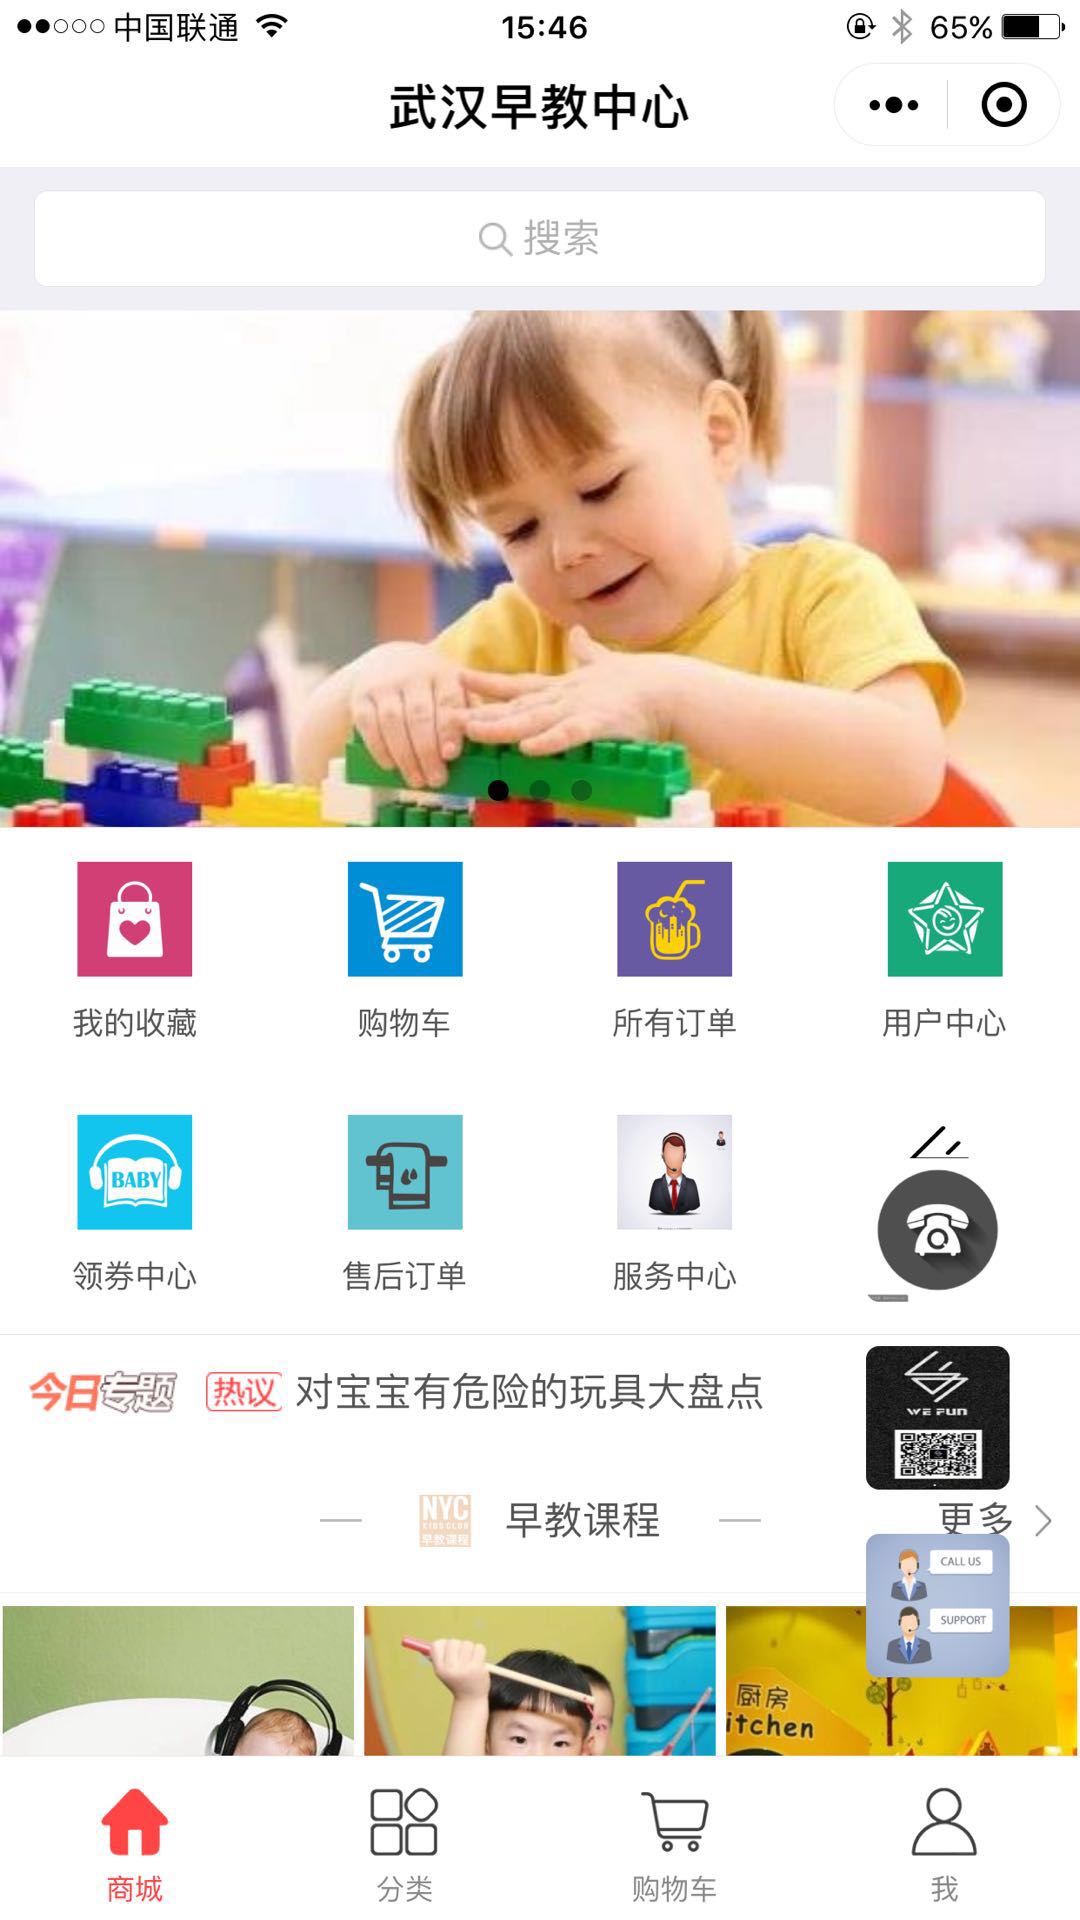 中国联通
15:46
65%
武汉早教中心
搜索
我的收藏
购物车
所有订单
用户中心
BABY
领券中心
售后订单
服务中心
今日专题 热议 对宝宝有危险的玩具大盘点
WE FUN
NYC
KIDS CLUB
早教课程
早教课程
更多
CALL US
SUPPORT
厨房
itchen
商城
分类
购物车
我